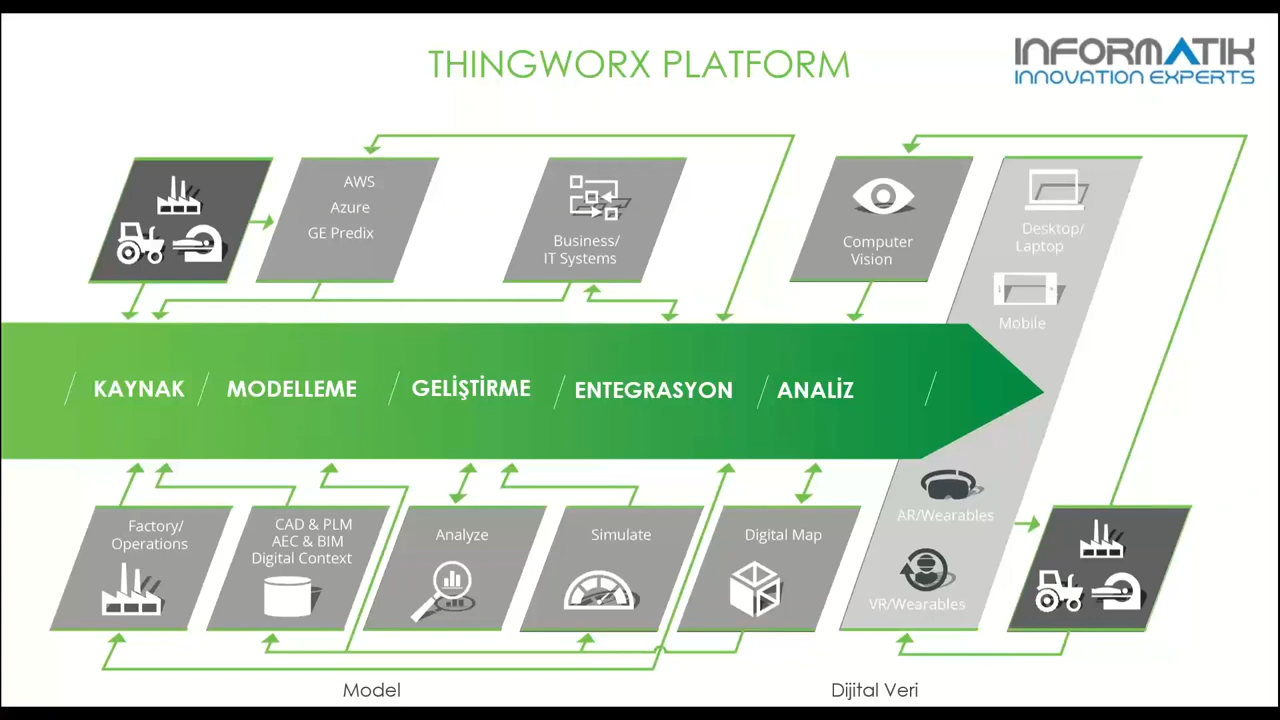 THINGWORX PLATFORM
INFORMATIK
INNOVATION EXPERTS
AWS
Azure
GE Predix
Business/
IT Systems
Computer
Vision
Desktop/
Laptop
Mobile
KAYNAK
MODELLEME
GELİŞTİRME
ENTEGRASYON
ANALİZ
Factory/
Operations
CAD & PLM
AEC & BIM
Digital Context
Analyze
Simulate
Digital Map
AR/Wearables
VR/Wearables
Model
Dijital Veri